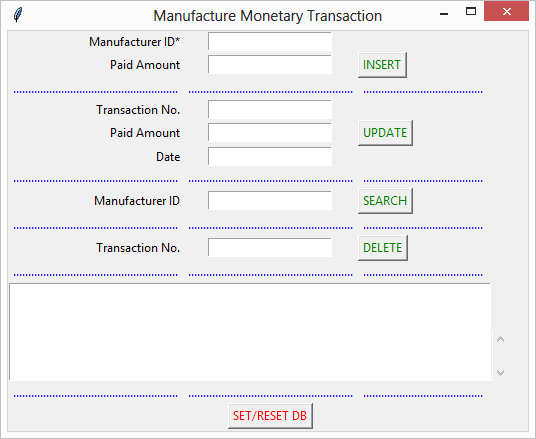 Manufacture Monetary Transaction
Manufacturer ID*
Paid Amount INSERT
Transaction No.
Paid Amount UPDATE
Date
Manufacturer ID SEARCH
Transaction No. DELETE
SET/RESET DB